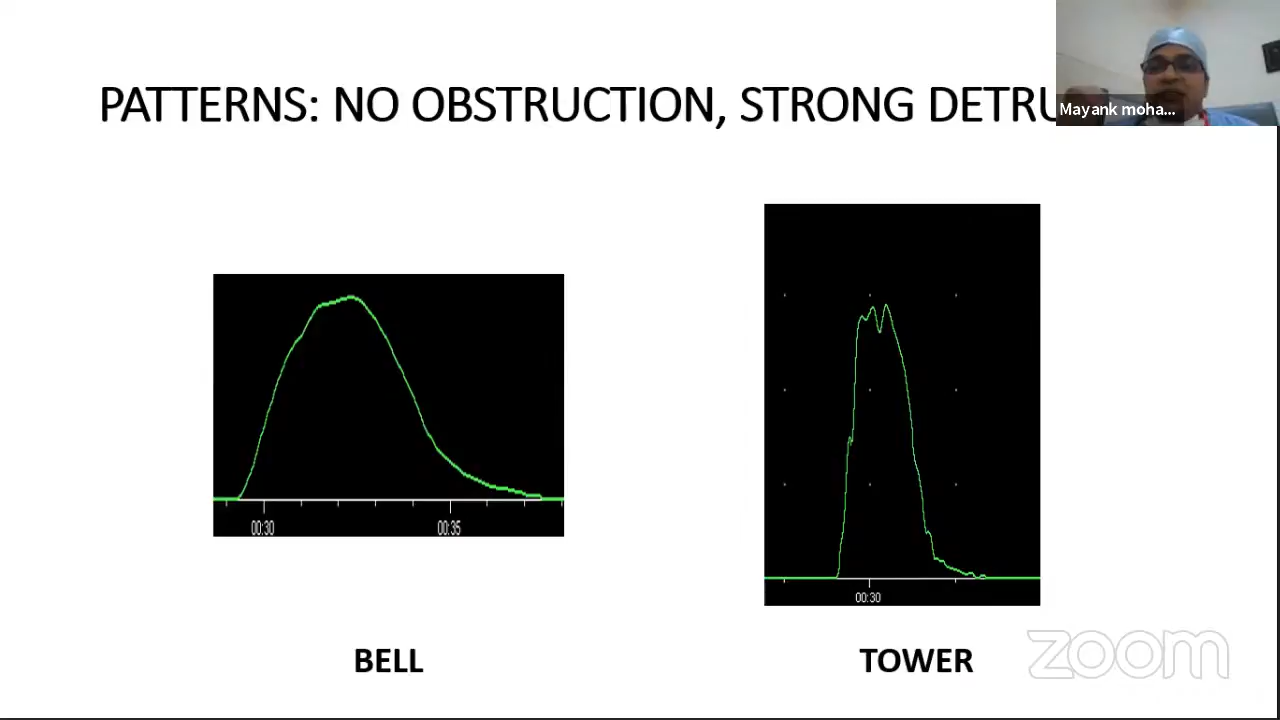 PATTERNS: NO OBSTRUCTION, STRONG DETRU
Mayank moha...
00:30
00:35
00:30
BELL
TOWER
zoom